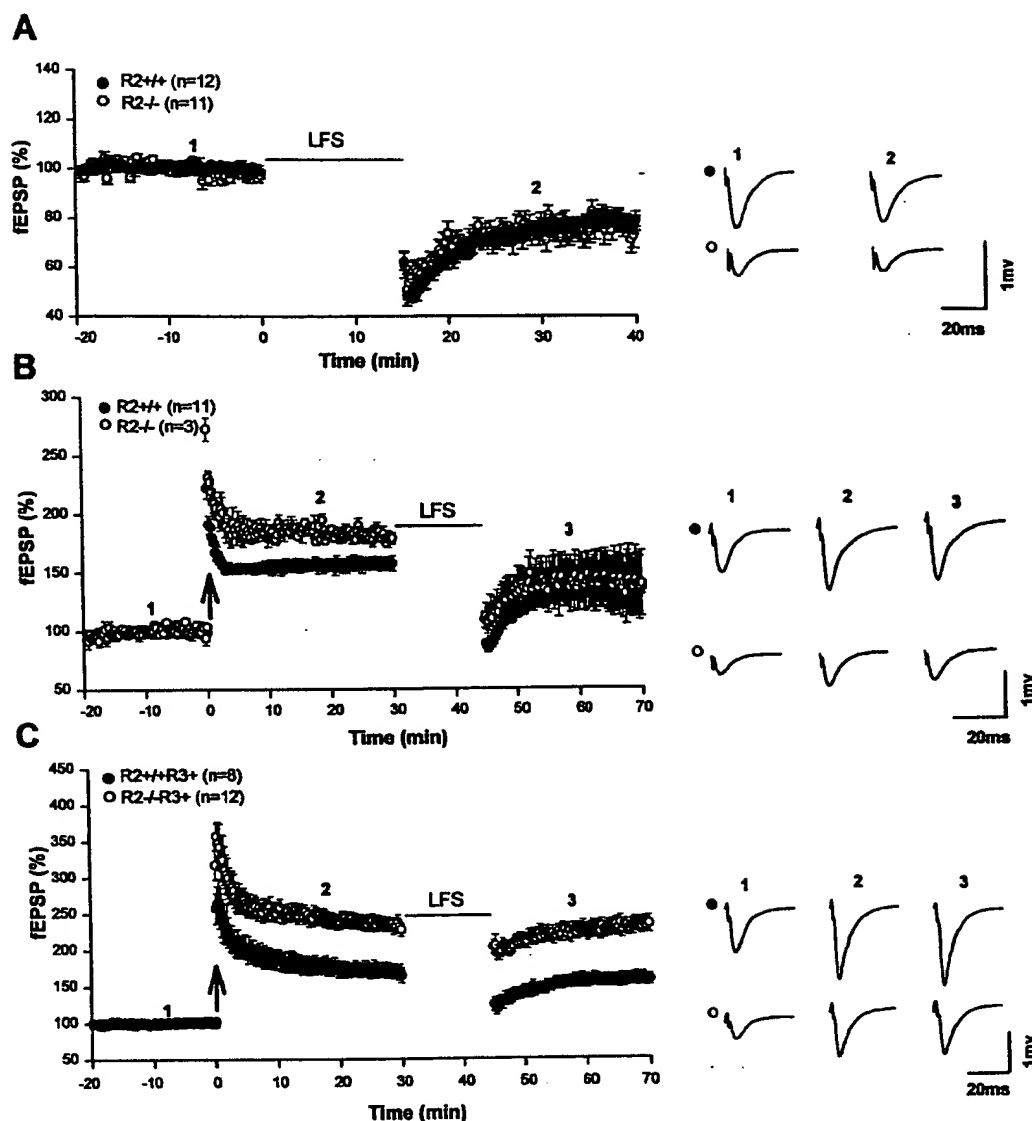 A
140
120
100
80
60
40
fEPSP (%)
R2+/+ (n=12)
R2-/- (n=11)
1
LFS
2
-20 -10 0 10 20 30 40
Time (min)
1 2
1mv
20ms
B
300
250
200
150
100
50
fEPSP (%)
R2+/+ (n=11)
R2-/- (n=3)
1
2
LFS
3
-20 -10 0 10 20 30 40 50 60 70
Time (min)
1 2 3
1mv
20ms
C
450
400
350
300
250
200
150
100
50
fEPSP (%)
R2+/+R3+ (n=8)
R2-/-R3+ (n=12)
1
2
LFS
3
-20 -10 0 10 20 30 40 50 60 70
Time (min)
1 2 3
1mv
20ms